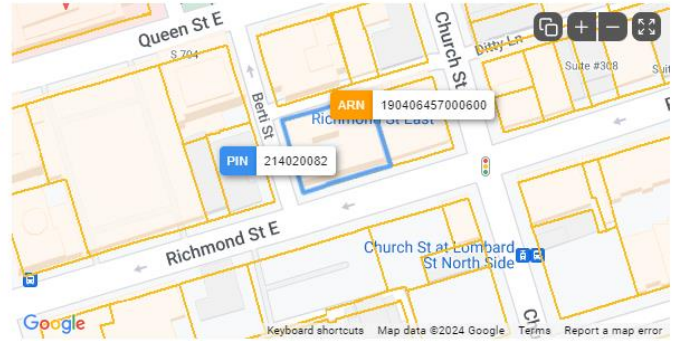 Queen St E
S 704
Church St
Ditty Ln
Suite #308
Berti St
ARN 190406457000600
Richmond St East
PIN 214020082
Richmond St E
Church St at Lombard
St North Side
Google
Keyboard shortcuts Map data ©2024 Google Terms Report a map error